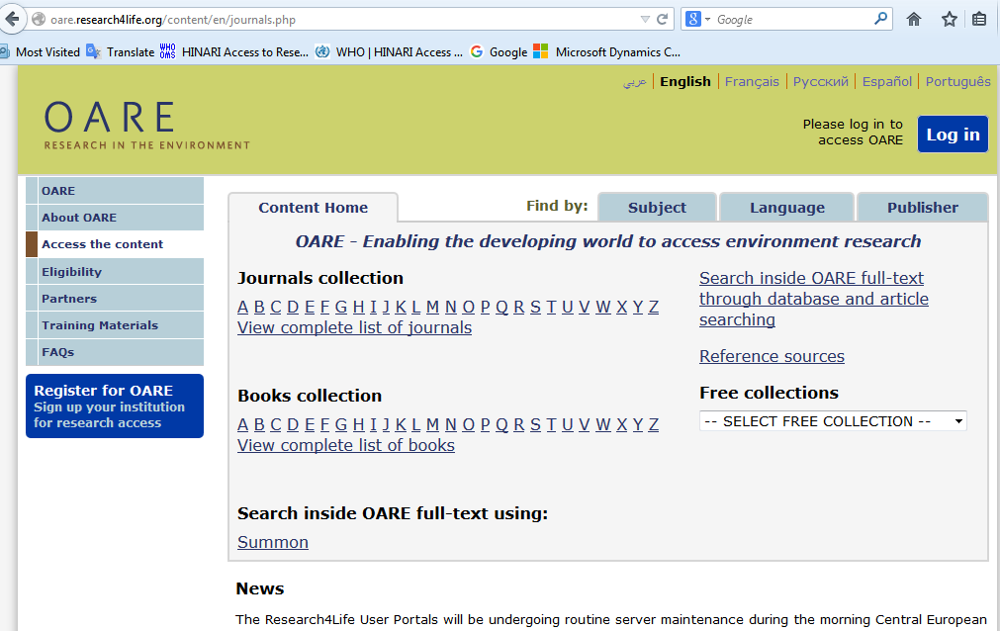 oare.research4life.org/content/en/journals.php
Google
Most Visited Translate HINARI Access to Rese... WHO | HINARI Access ... Google Microsoft Dynamics C...
عربي English Français Русский Español Português
OARE
RESEARCH IN THE ENVIRONMENT
Please log in to
access OARE
Log in
OARE
About OARE
Access the content
Eligibility
Partners
Training Materials
FAQs
Register for OARE
Sign up your institution
for research access
Content Home Find by: Subject Language Publisher
OARE - Enabling the developing world to access environment research
Journals collection
A B C D E F G H I J K L M N O P Q R S T U V W X Y Z
View complete list of journals
Books collection
A B C D E F G H I J K L M N O P Q R S T U V W X Y Z
View complete list of books
Search inside OARE full-text using:
Summon
Search inside OARE full-text
through database and article
searching
Reference sources
Free collections
-- SELECT FREE COLLECTION --
News
The Research4Life User Portals will be undergoing routine server maintenance during the morning Central European